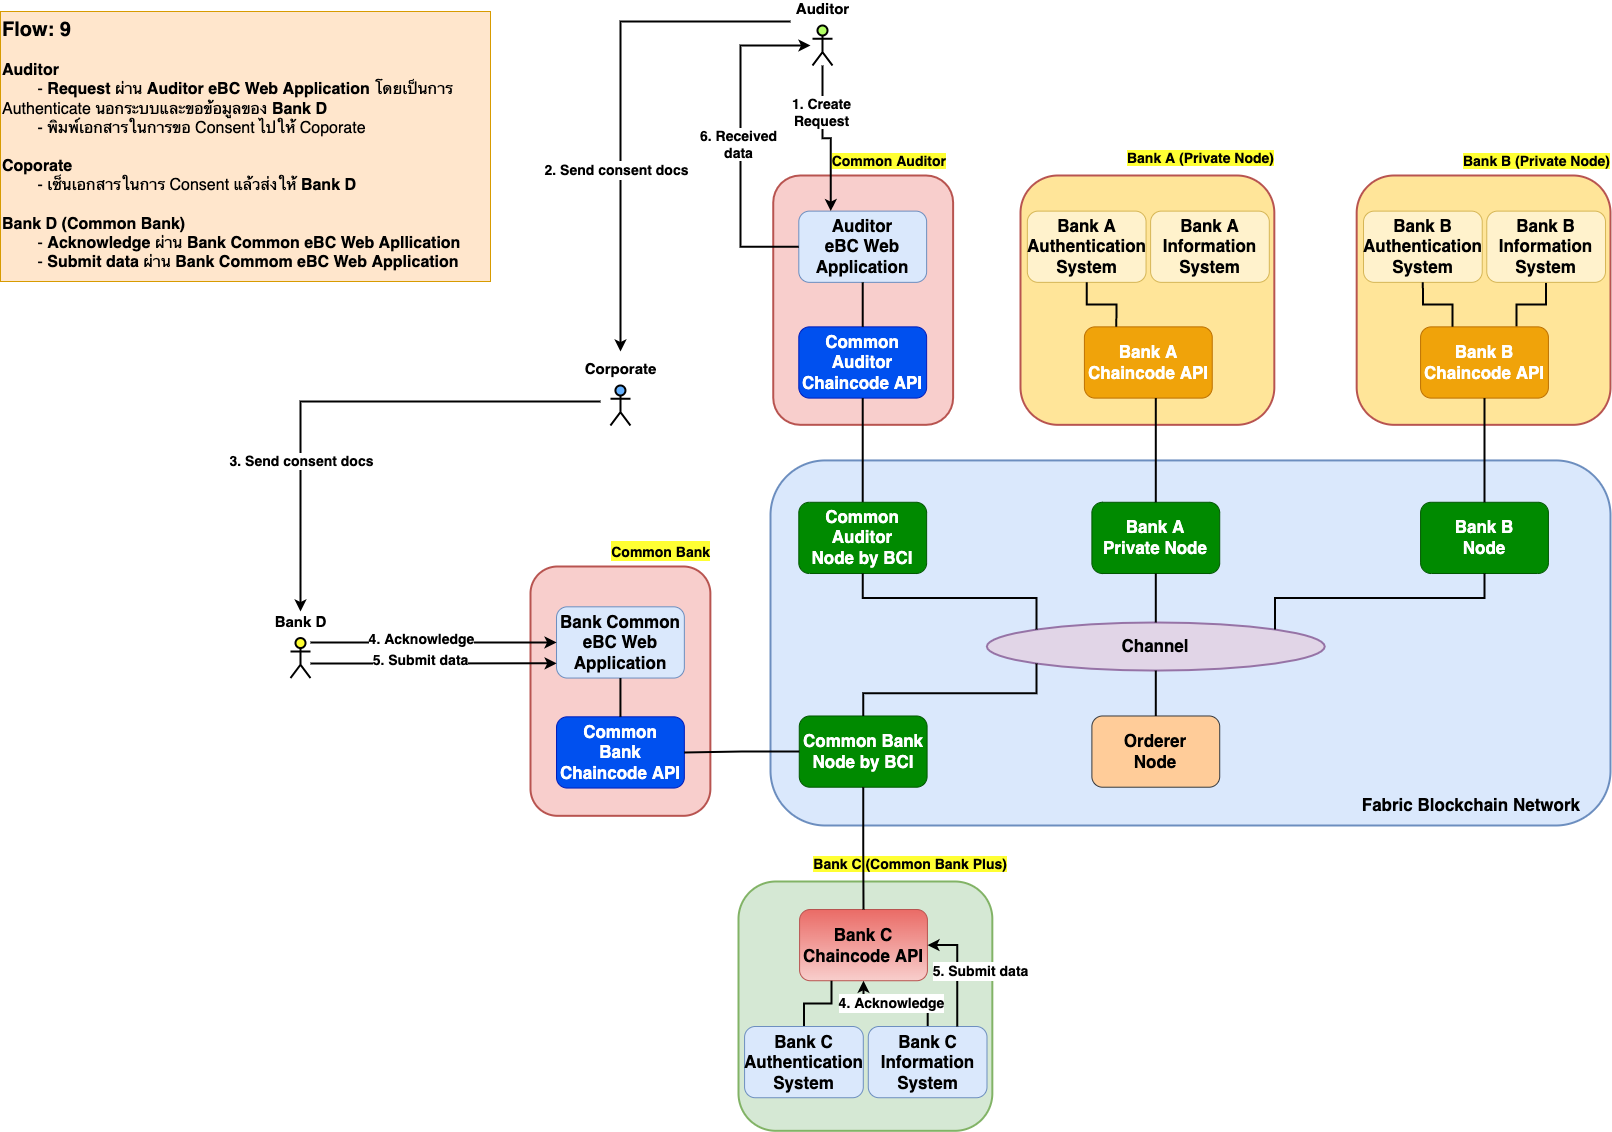 Flow: 9
Auditor
- Request ผ่าน Auditor eBC Web Application โดยเป็นการ
Authenticate นอกระบบและขอข้อมูลของ Bank D
- พิมพ์เอกสารในการขอ Consent ไปให้ Coporate
Coporate
- เซ็นเอกสารในการ Consent แล้วส่งให้ Bank D
Bank D (Common Bank)
- Acknowledge ผ่าน Bank Common eBC Web Apllication
- Submit data ผ่าน Bank Commom eBC Web Application
Auditor
1. Create
Request
6. Received
data
2. Send consent docs
Common Auditor
Auditor
eBC Web
Application
Common
Auditor
Chaincode API
Bank A (Private Node)
Bank A
Authentication
System
Bank A
Information
System
Bank A
Chaincode API
Bank B (Private Node)
Bank B
Authentication
System
Bank B
Information
System
Bank B
Chaincode API
Corporate
3. Send consent docs
Common
Auditor
Node by BCI
Bank A
Private Node
Bank B
Node
Common Bank
Bank D
4. Acknowledge
5. Submit data
Bank Common
eBC Web
Application
Common
Bank
Chaincode API
Channel
Common Bank
Node by BCI
Orderer
Node
Fabric Blockchain Network
Bank C (Common Bank Plus)
Bank C
Chaincode API
5. Submit data
4. Acknowledge
Bank C
Authentication
System
Bank C
Information
System